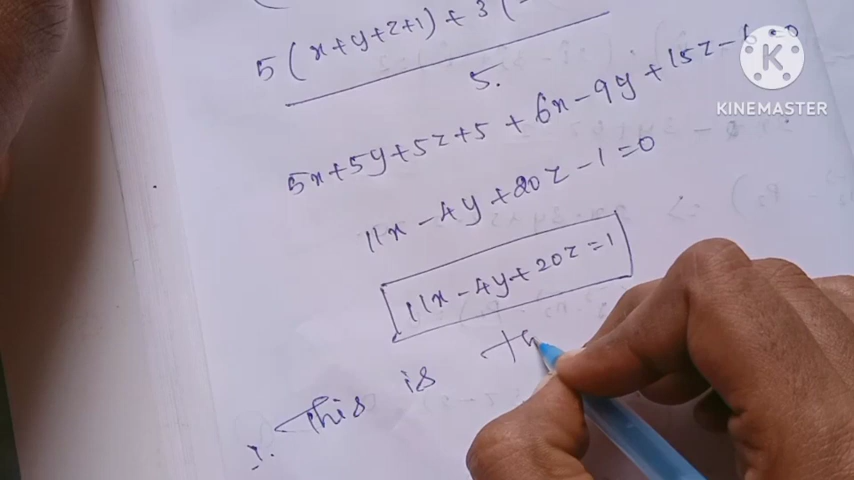 5(x+y+z+1)+3(
5.
5x+5y+5z+5+6x-9y+15z-6=0
11x-4y+20z-1=0
11x-4y+20z=1
∴ This is th
KINEMASTER